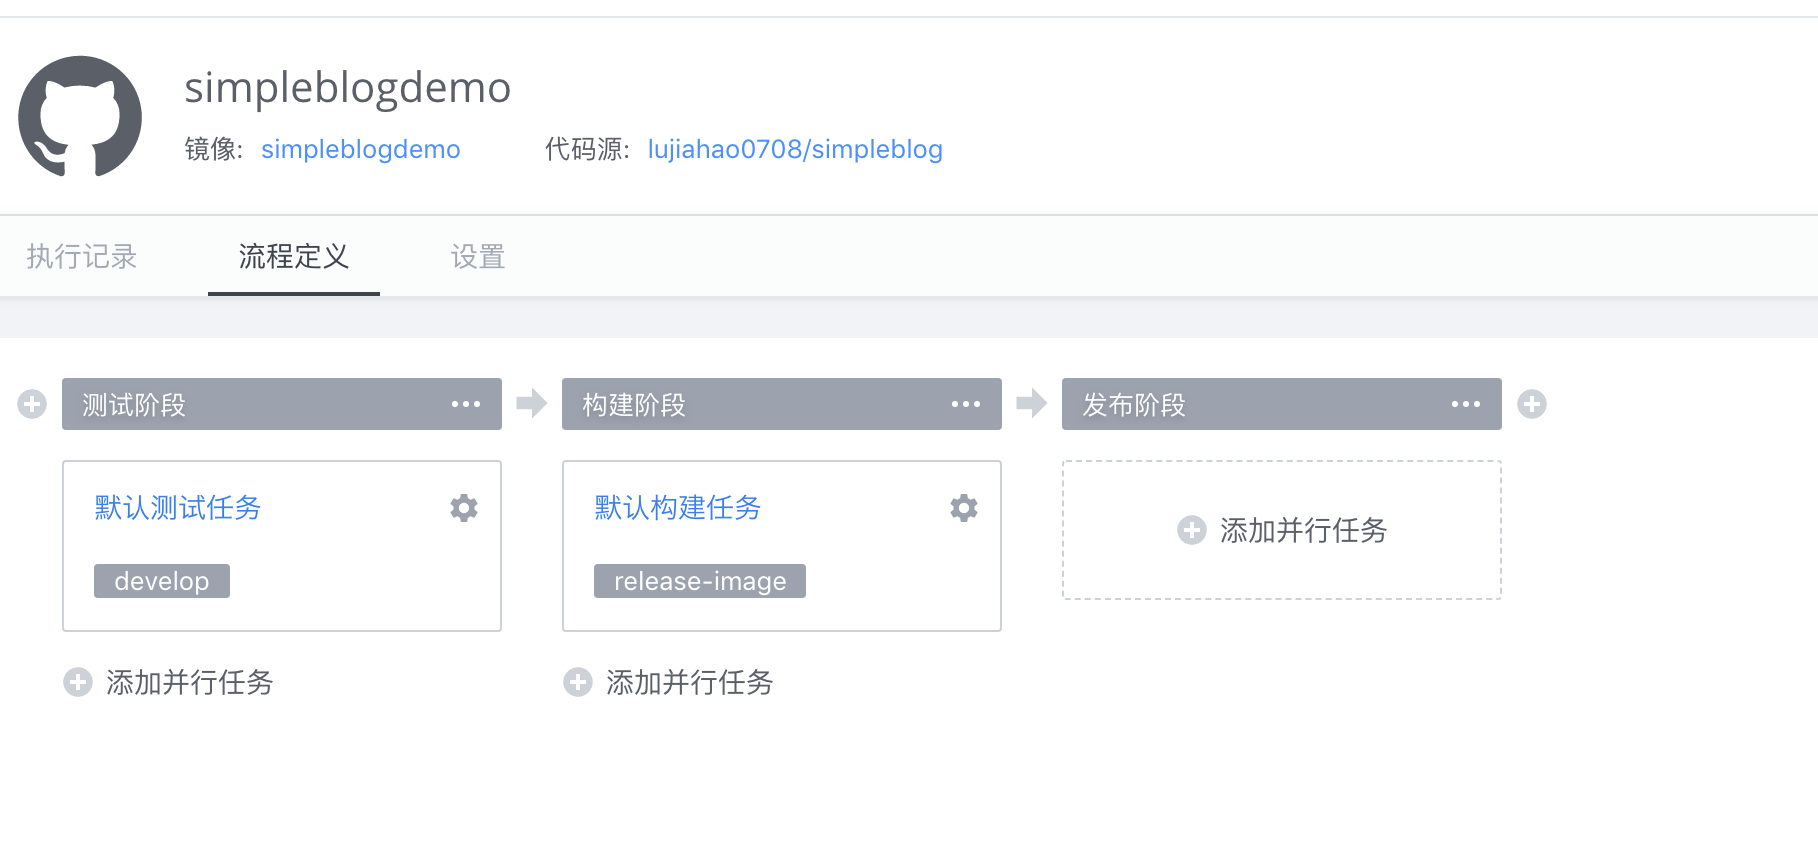 simpleblogdemo
镜像: simpleblogdemo 代码源: lujiahao0708/simpleblog
执行记录 流程定义 设置
测试阶段 构建阶段 发布阶段
默认测试任务 默认构建任务
添加并行任务
develop release-image
添加并行任务 添加并行任务